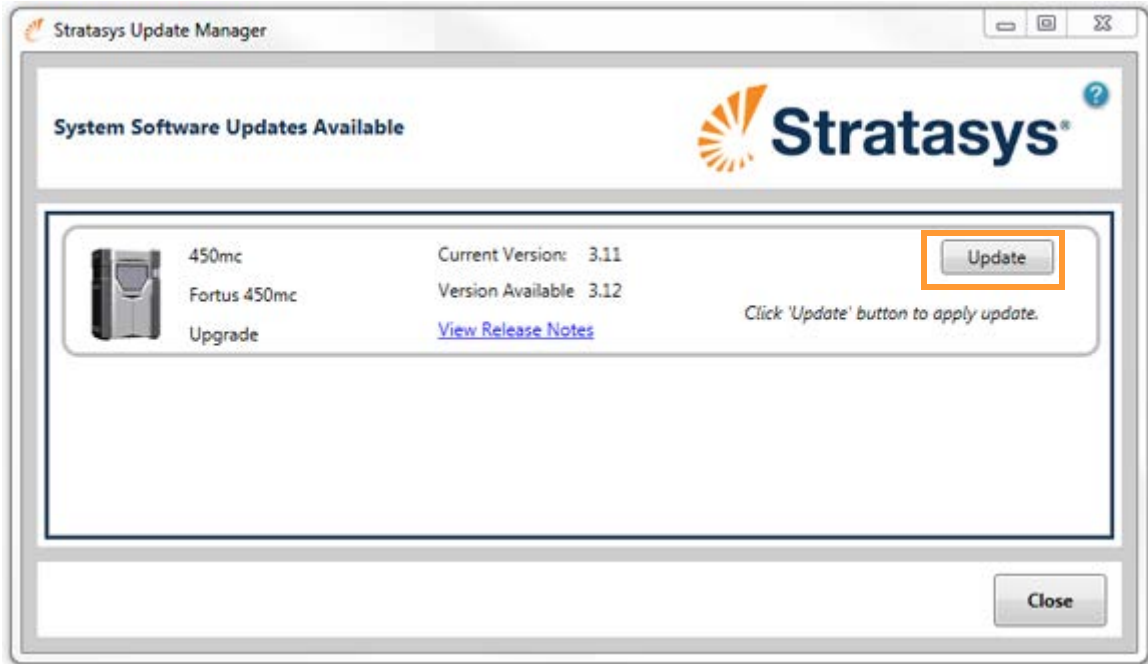 Stratasys Update Manager
System Software Updates Available
Stratasys®
?
450mc
Current Version: 3.11
Update
Fortus 450mc
Version Available 3.12
Click 'Update' button to apply update.
Upgrade
View Release Notes
Close